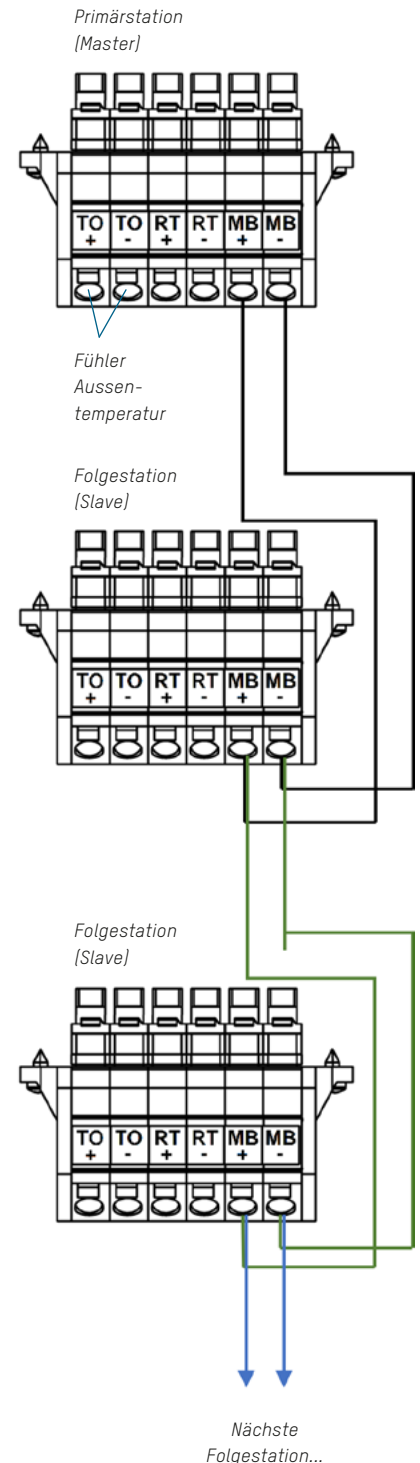 Primärstation
(Master)
TO TO RT RT MB MB
+ - + - + -
Fühler
Aussen-
temperatur
Folgestation
(Slave)
TO TO RT RT MB MB
+ - + - + -
Folgestation
(Slave)
TO TO RT RT MB MB
+ - + - + -
Nächste
Folgestation...